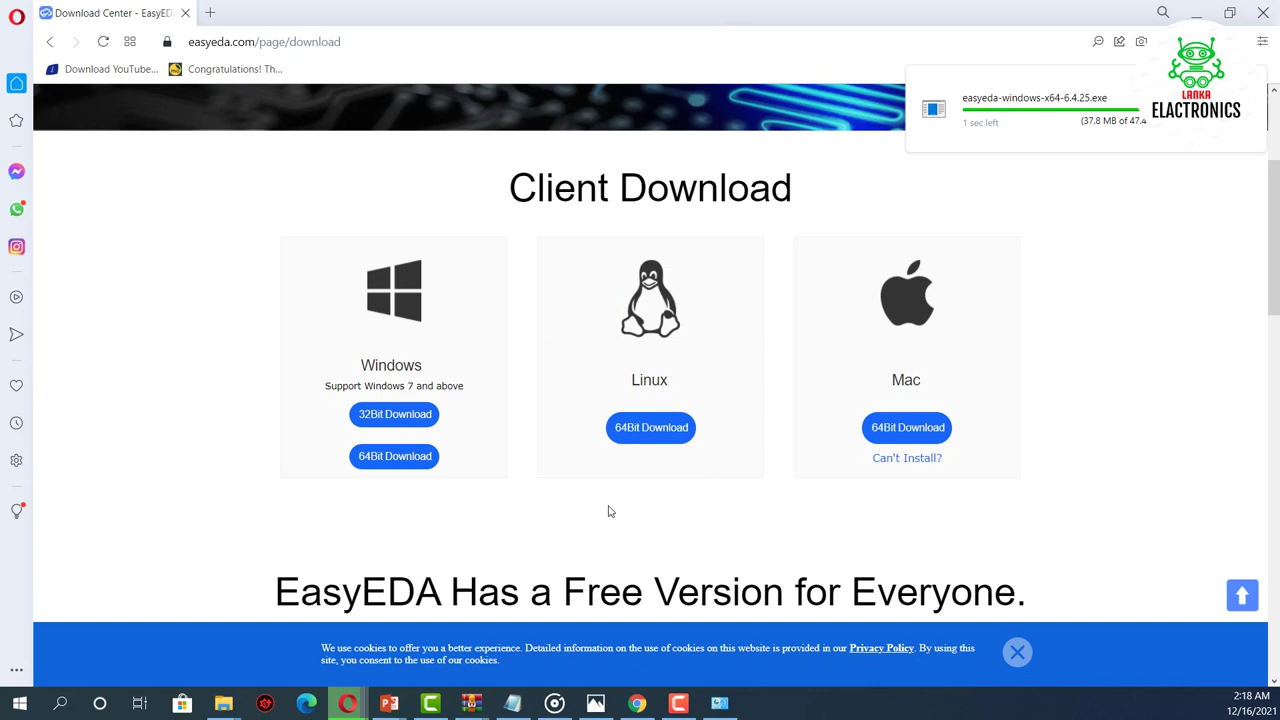 Download Center - EasyED
easyeda.com/page/download
Download YouTube...
Congratulations! Th...
easyeda-windows-x64-6.4.25.exe
1 sec left
(37.8 MB of 47.4
LANKA
ELACTRONICS
Client Download
Windows
Support Windows 7 and above
32Bit Download
64Bit Download
Linux
64Bit Download
Mac
64Bit Download
Can't Install?
EasyEDA Has a Free Version for Everyone.
We use cookies to offer you a better experience. Detailed information on the use of cookies on this website is provided in our Privacy Policy. By using this
site, you consent to the use of our cookies.
2:18 AM
12/16/2021